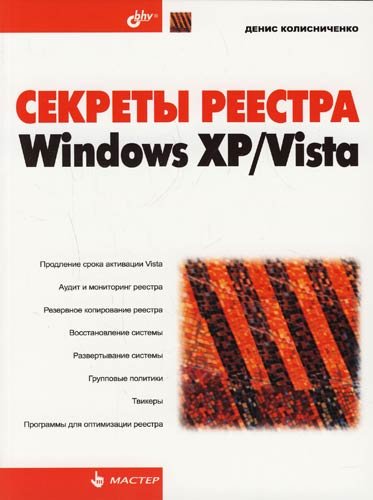 bhv®
ДЕНИС КОЛИСНИЧЕНКО
СЕКРЕТЫ РЕЕСТРА
Windows XP/Vista
Продление срока активации Vista
Аудит и мониторинг реестра
Резервное копирование реестра
Восстановление системы
Развертывание системы
Групповые политики
Твикеры
Программы для оптимизации реестра
МАСТЕР